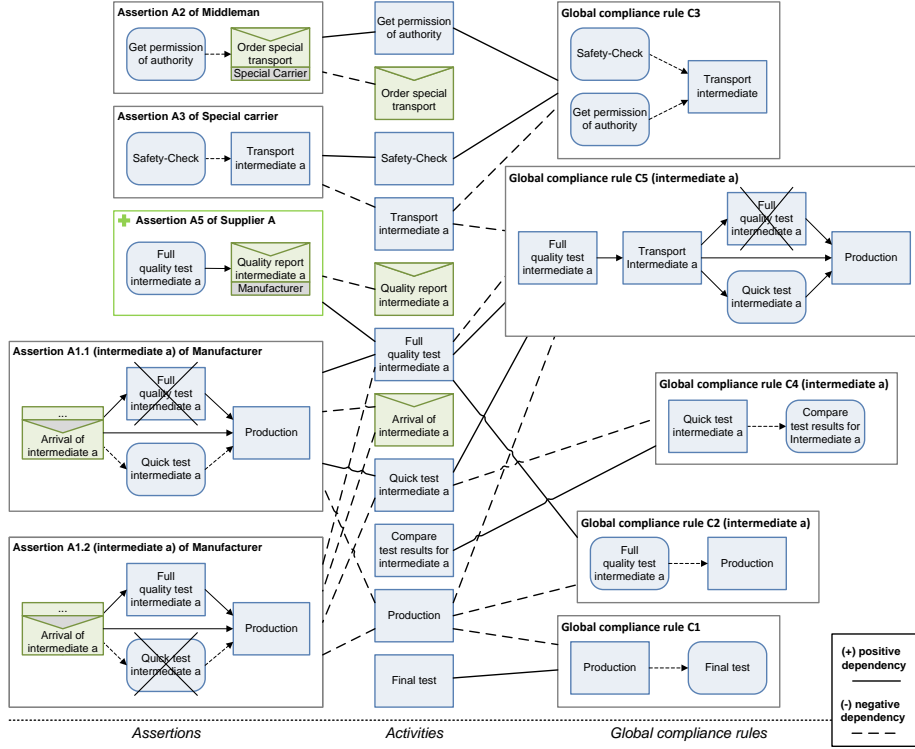 Assertion A2 of Middleman
Get permission
of authority
Order special
transport
Special Carrier
Assertion A3 of Special carrier
Safety-Check
Transport
intermediate a
Assertion A5 of Supplier A
Full
quality test
intermediate a
Quality report
intermediate a
Manufacturer
Assertion A1.1 (intermediate a) of Manufacturer
...
Arrival of
intermediate a
Full
quality test
intermediate a
Quick test
intermediate a
Production
Assertion A1.2 (intermediate a) of Manufacturer
...
Arrival of
intermediate a
Full
quality test
intermediate a
Quick test
intermediate a
Production
Assertions
Get permission
of authority
Order special
transport
Safety-Check
Transport
intermediate a
Quality report
intermediate a
Full
quality test
intermediate a
Arrival of
intermediate a
Quick test
intermediate a
Compare
test results for
intermediate a
Production
Final test
Activities
Global compliance rule C3
Safety-Check
Get permission
of authority
Transport
intermediate
Global compliance rule C5 (intermediate a)
Full
quality test
intermediate a
Transport
Intermediate a
Full
quality test
intermediate a
Quick test
intermediate a
Production
Global compliance rule C4 (intermediate a)
Quick test
intermediate a
Compare
test results for
Intermediate a
Global compliance rule C2 (intermediate a)
Full
quality test
intermediate a
Production
Global compliance rule C1
Production
Final test
Global compliance rules
(+) positive
dependency
(-) negative
dependency